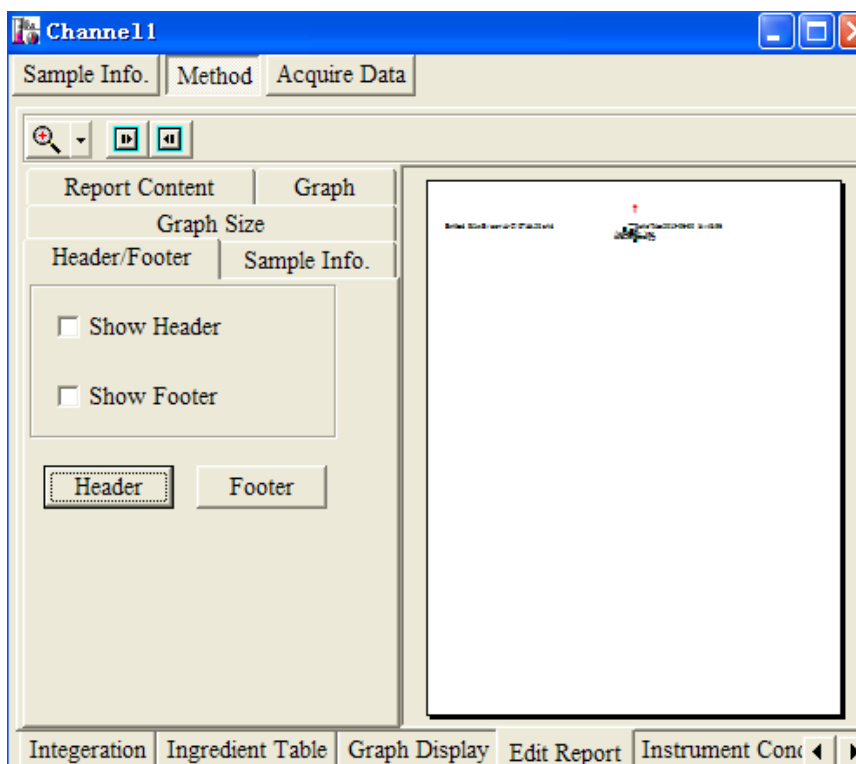 Channel1
Sample Info. Method Acquire Data
Report Content Graph
Graph Size
Header/Footer Sample Info.
Show Header
Show Footer
Header Footer
Integeration Ingredient Table Graph Display Edit Report Instrument Conc